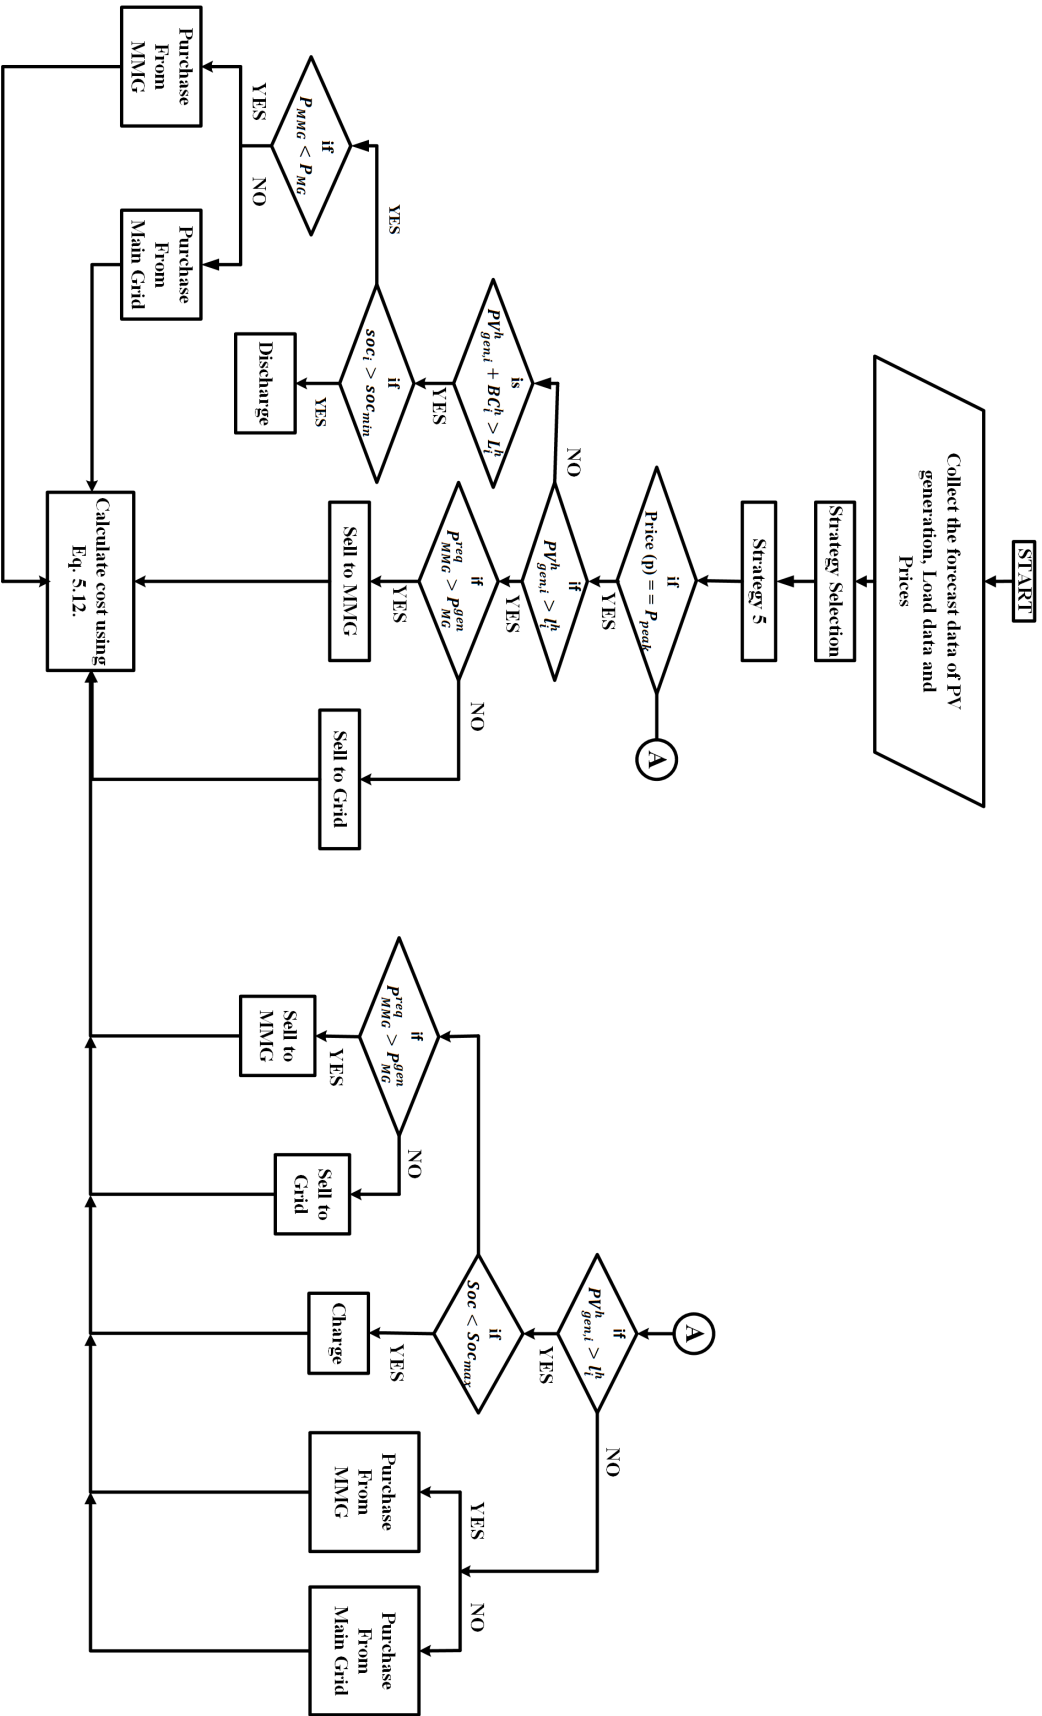 START
Collect the forecast data of PV
generation, Load data and
Prices
Strategy Selection
Strategy 5
if
Price (p) == P_peak
YES
A
if
PV^h_gen,i > l^h_i
NO
YES
is
PV^h_gen,i + BC^h_i > L^h_i
YES
if
P^req_MMG > P^gen_MG
YES
NO
if
soc_i > soc_min
YES
YES
Discharge
if
P_MMG < P_MG
YES
NO
Purchase
From
MMG
Purchase
From
Main Grid
Sell to MMG
Sell to Grid
Calculate cost using
Eq. 5.12.
A
if
PV^h_gen,i > l^h_i
YES
NO
if
Soc < Soc_max
YES
if
P^req_MMG > P^gen_MG
YES
NO
Sell to
MMG
Sell to
Grid
Charge
YES
NO
Purchase
From
MMG
Purchase
From
Main Grid